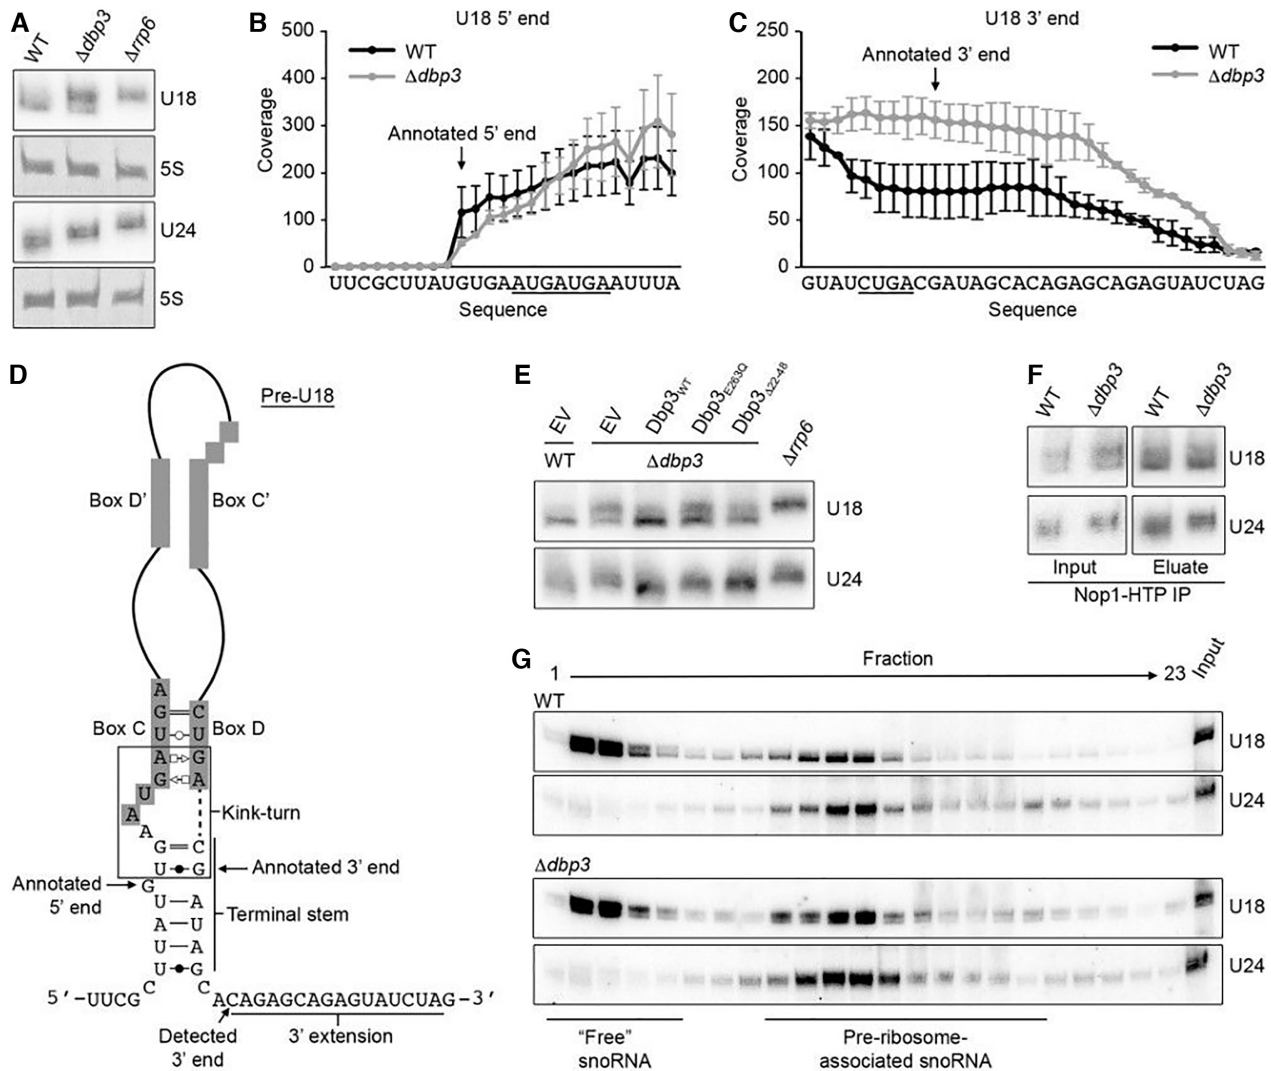 A
WT
Δdbp3
Δrrp6
U18
5S
U24
5S
B
U18 5’ end
500
400
300
200
100
0
Coverage
WT
Δdbp3
Annotated 5’ end
UUCGCUUAUGUGAAUGAUGAAUUUA
Sequence
C
U18 3’ end
250
200
150
100
50
0
Coverage
Annotated 3’ end
WT
Δdbp3
GUAUCUGACGAUAGCACAGAGCAGAGUAUCUAG
Sequence
D
Pre-U18
Box D’
Box C’
A
G C
Box C
U U
Box D
A G
G A
U
A
Kink-turn
A
G C
U G
Annotated 3’ end
Annotated
5’ end
G
U A
Terminal stem
A U
U A
U G
C C
5’-UUCG
ACAGAGCAGAGUAUCUAG-3’
Detected
3’ end
3’ extension
E
EV
EV
Dbp3WT
Dbp3E263Q
Dbp3Δ22-48
Δrrp6
WT
Δdbp3
U18
U24
F
WT
Δdbp3
WT
Δdbp3
U18
U24
Input
Eluate
Nop1-HTP IP
G
Fraction
1
23
Input
WT
U18
U24
Δdbp3
U18
U24
“Free”
snoRNA
Pre-ribosome-
associated snoRNA